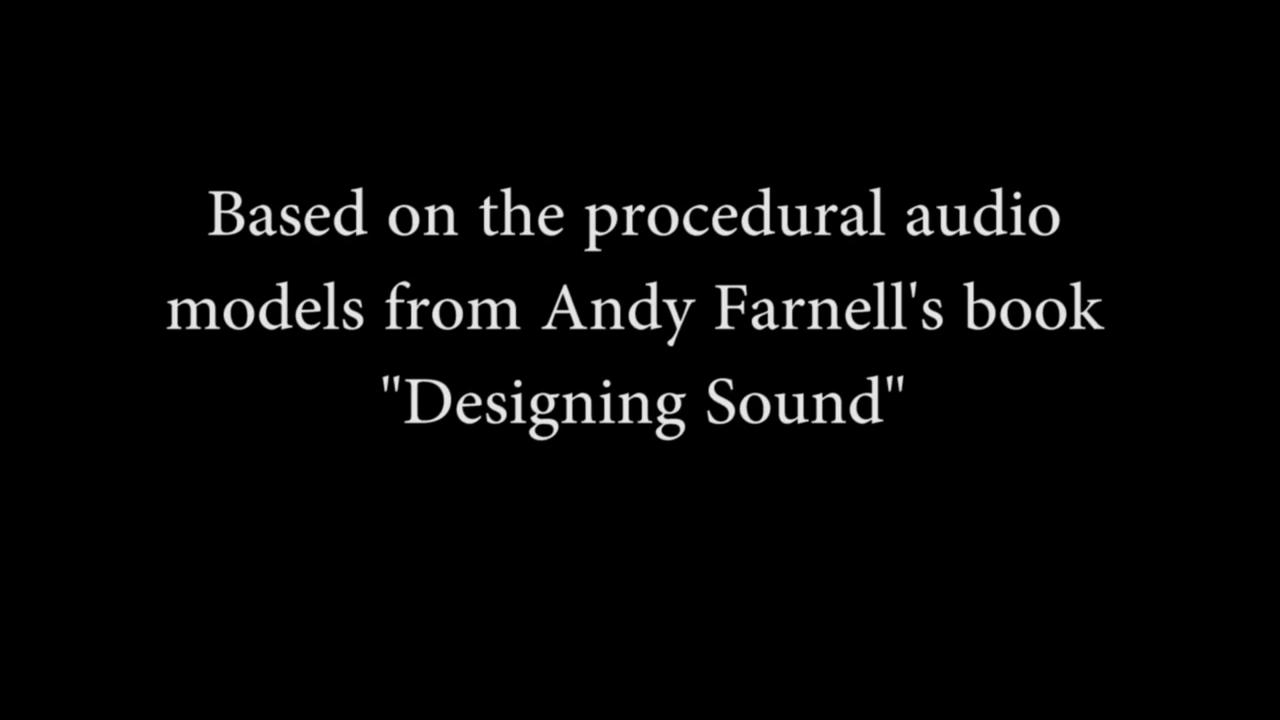 Based on the procedural audio
models from Andy Farnell's book
"Designing Sound"